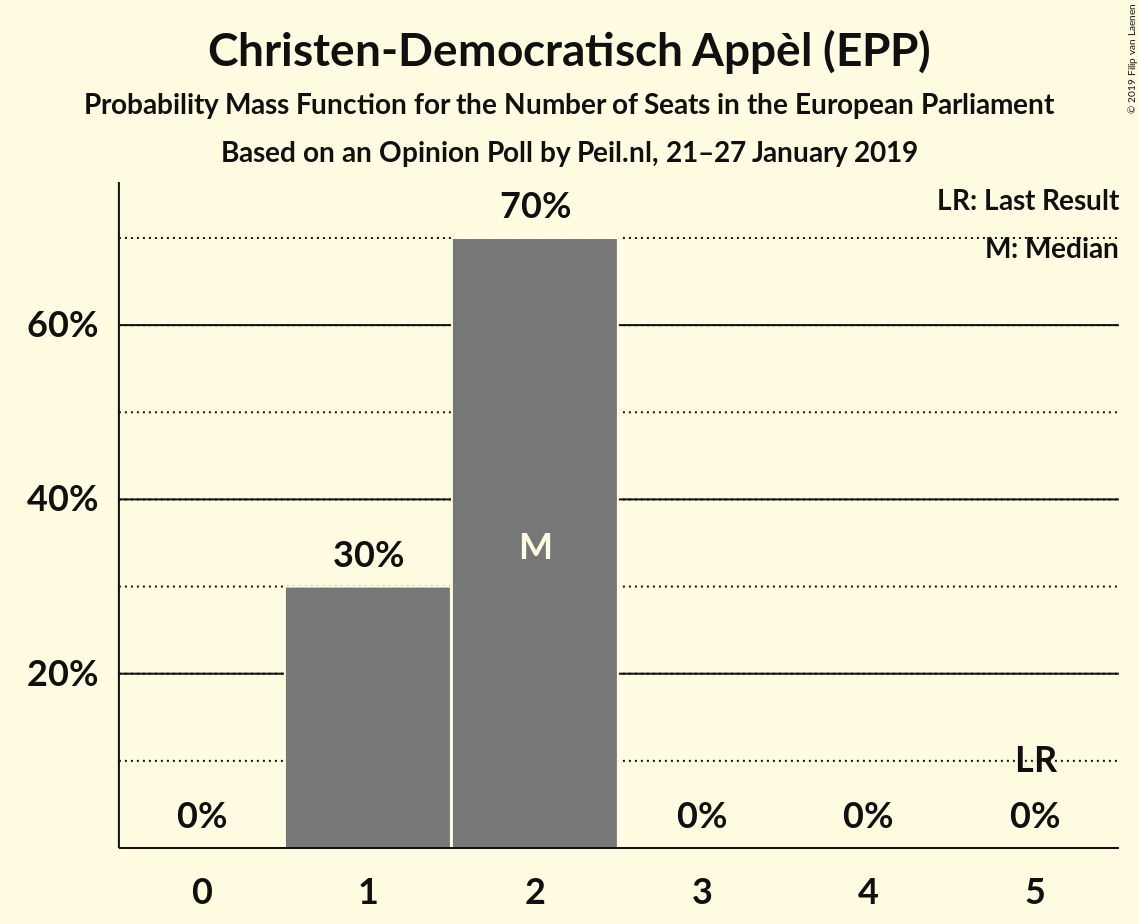 Christen-Democratisch Appèl (EPP)
Probability Mass Function for the Number of Seats in the European Parliament
Based on an Opinion Poll by Peil.nl, 21–27 January 2019
© 2019 Filip van Laenen
LR: Last Result
M: Median
70%
60%
40%
30%
20%
M
LR
0%
0%
0%
0%
0 1 2 3 4 5